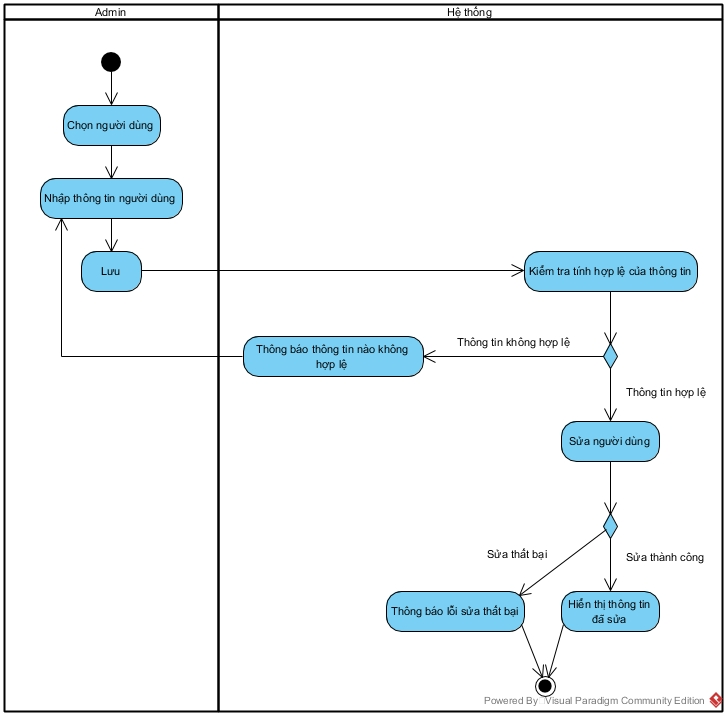 Admin
Hệ thống
Chọn người dùng
Nhập thông tin người dùng
Lưu
Kiểm tra tính hợp lệ của thông tin
Thông tin không hợp lệ
Thông báo thông tin nào không
hợp lệ
Thông tin hợp lệ
Sửa người dùng
Sửa thất bại
Sửa thành công
Thông báo lỗi sửa thất bại
Hiển thị thông tin
đã sửa
Powered By Visual Paradigm Community Edition